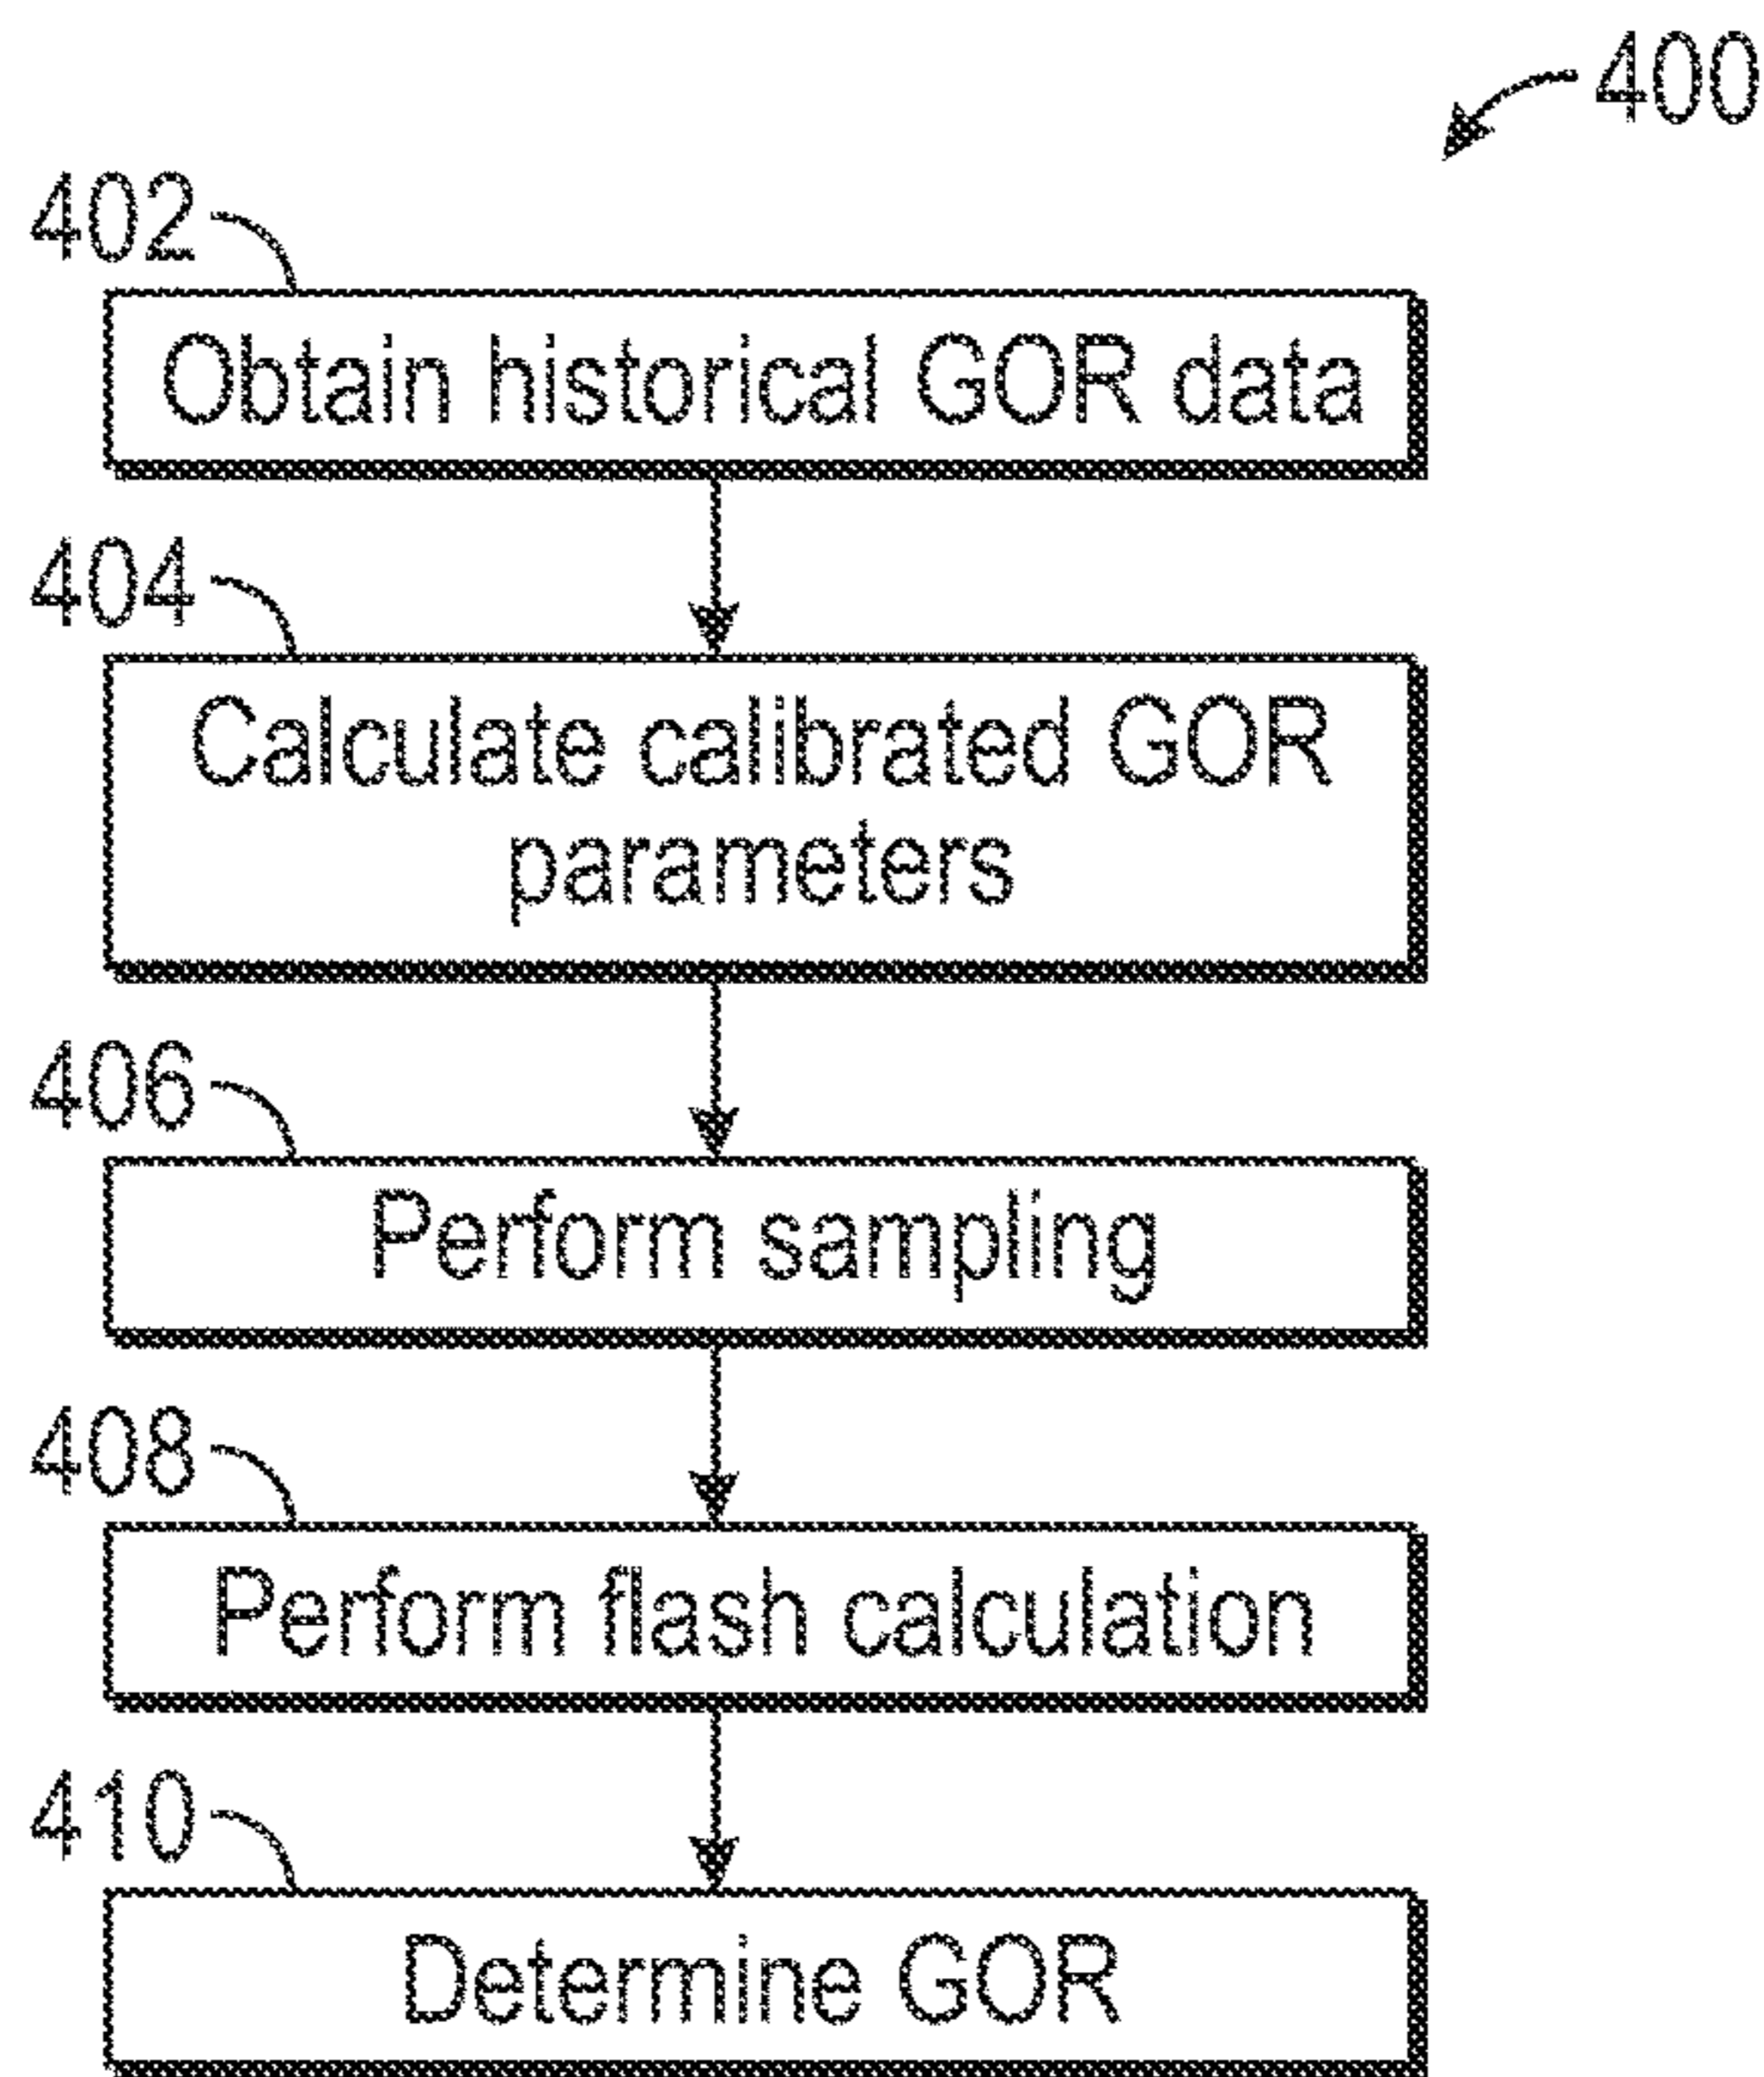 400
402
Obtain historical GOR data
404
Calculate calibrated GOR
parameters
406
Perform sampling
408
Perform flash calculation
410
Determine GOR